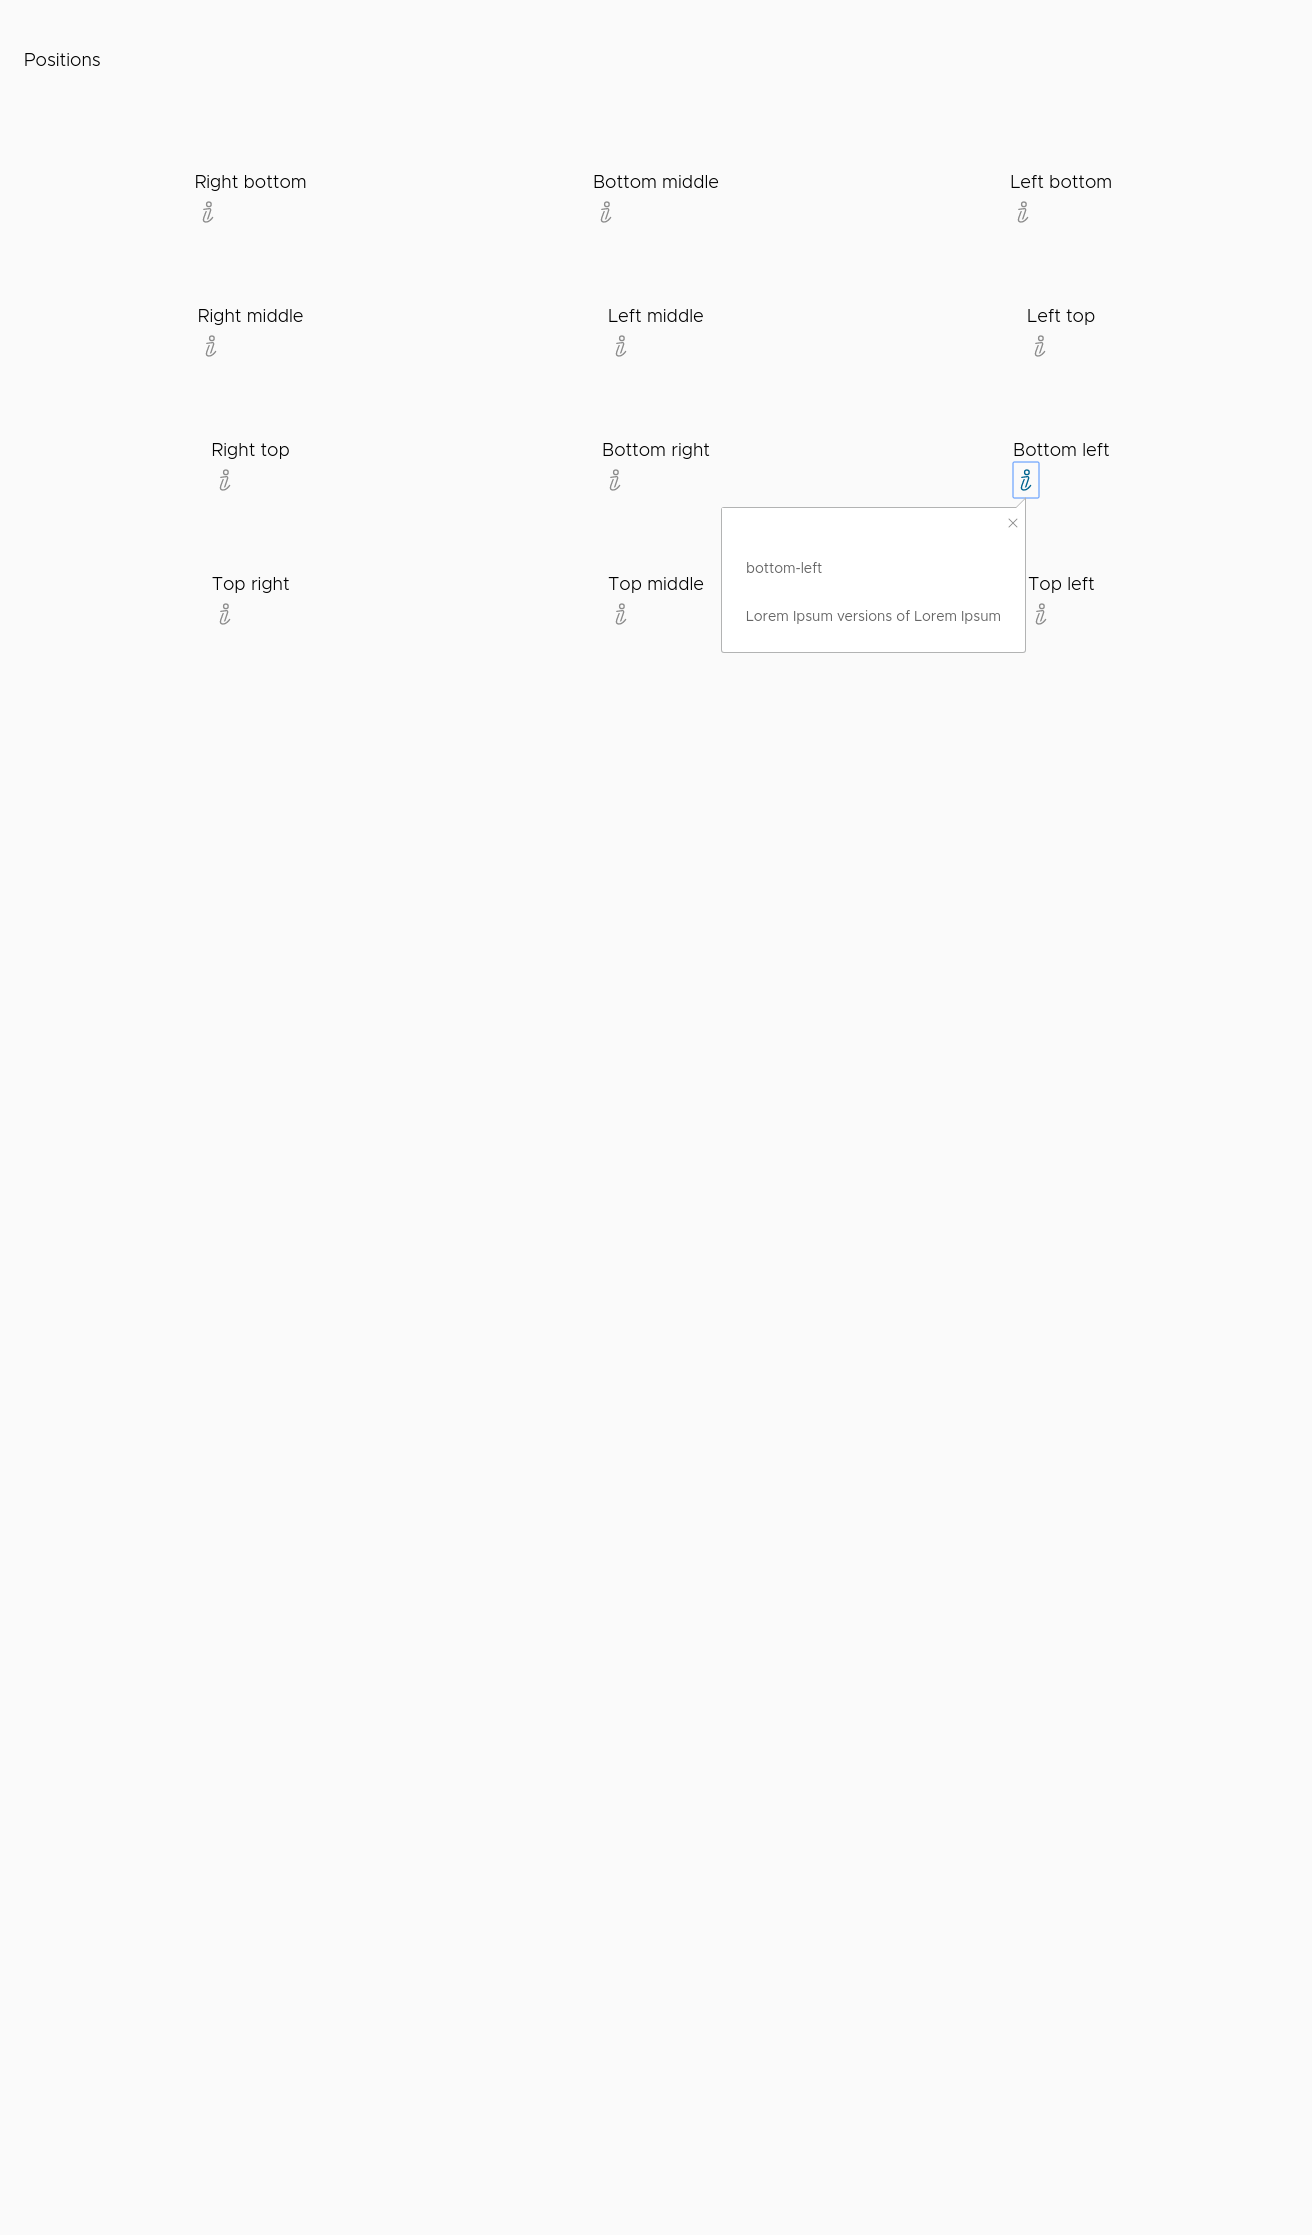 Positions
Right bottom
Bottom middle
Left bottom
Right middle
Left middle
Left top
Right top
Bottom right
Bottom left
bottom-left
Lorem Ipsum versions of Lorem Ipsum
Top right
Top middle
Top left